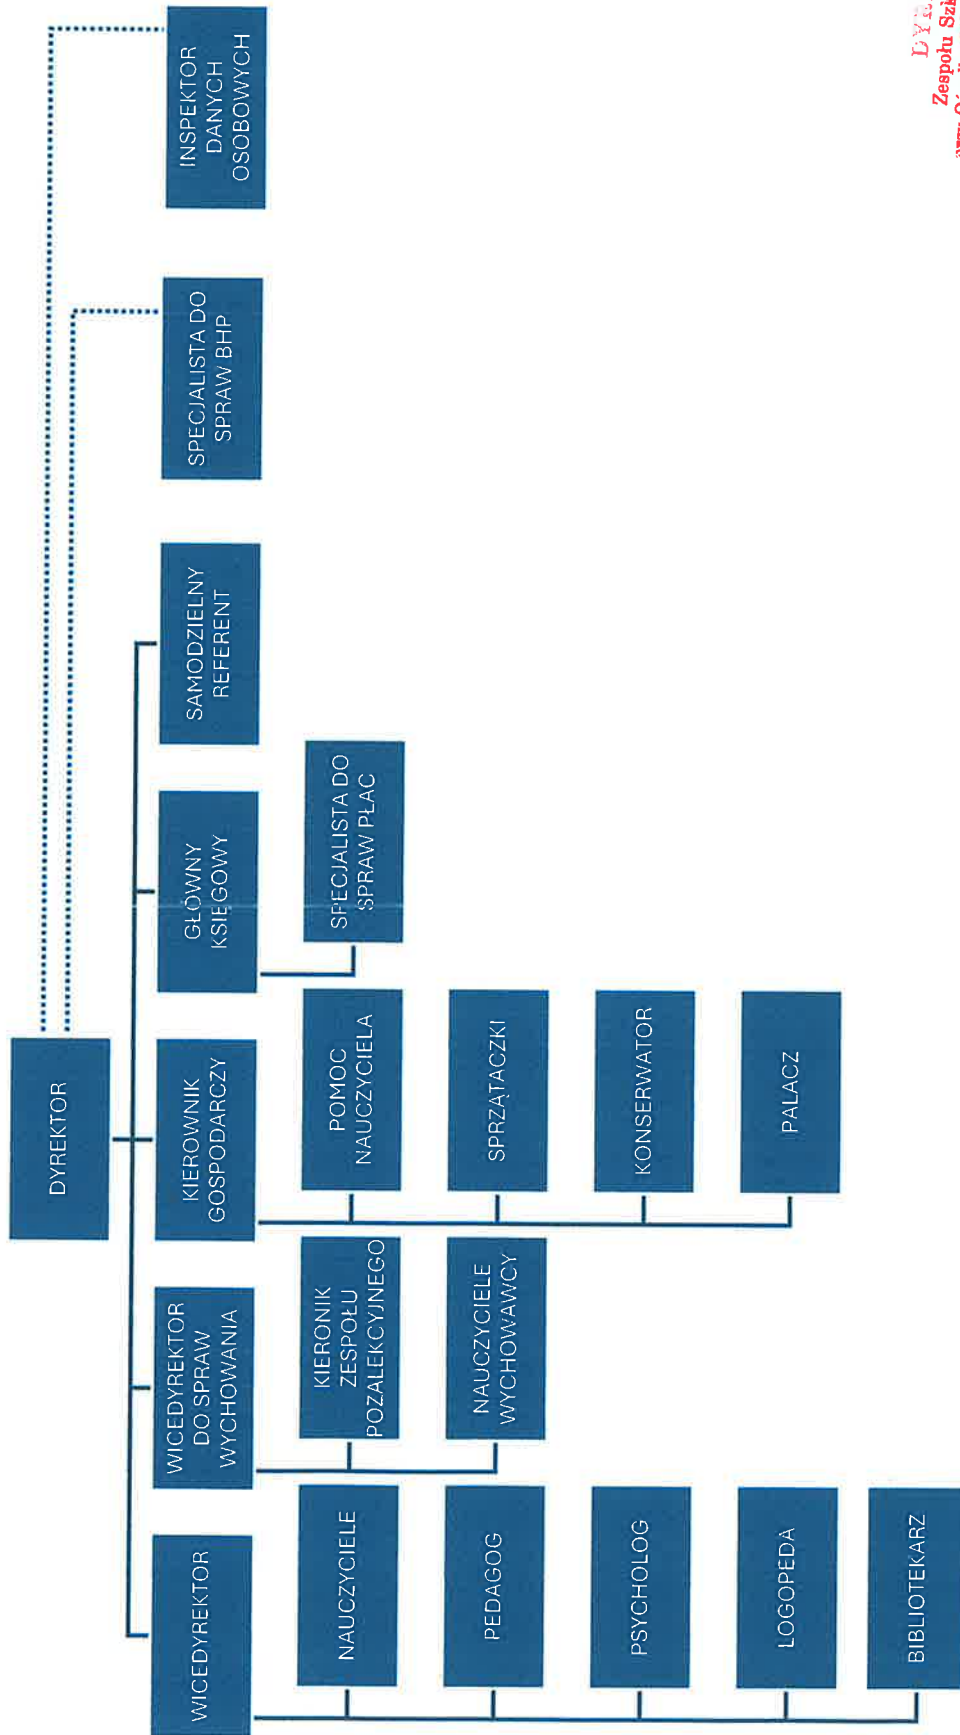 DYREKTOR
WICEDYREKTOR
WICEDYREKTOR
DO SPRAW
WYCHOWANIA
KIEROWNIK
GOSPODARCZY
GŁÓWNY
KSIĘGOWY
SAMODZIELNY
REFERENT
SPECJALISTA DO
SPRAW BHP
INSPEKTOR
DANYCH
OSOBOWYCH
NAUCZYCIELE
PEDAGOG
PSYCHOLOG
LOGOPEDA
BIBLIOTEKARZ
KIERONIK
ZESPOŁU
POZALEKCYJNEGO
NAUCZYCIELE
WYCHOWAWCY
POMOC
NAUCZYCIELA
SPRZĄTACZKI
KONSERWATOR
PALACZ
SPECJALISTA DO
SPRAW PŁAC
Zespołu